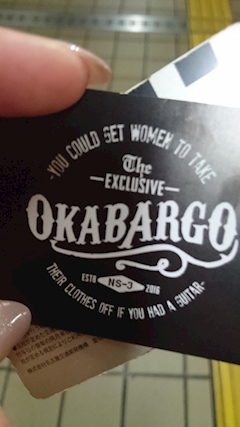 -YOU COULD GET WOMEN TO TAKE
The
—EXCLUSIVE—
OKABARGO
ESTB NS-3 2016
THEIR CLOTHES OFF IF YOU HAD A GUITAR-